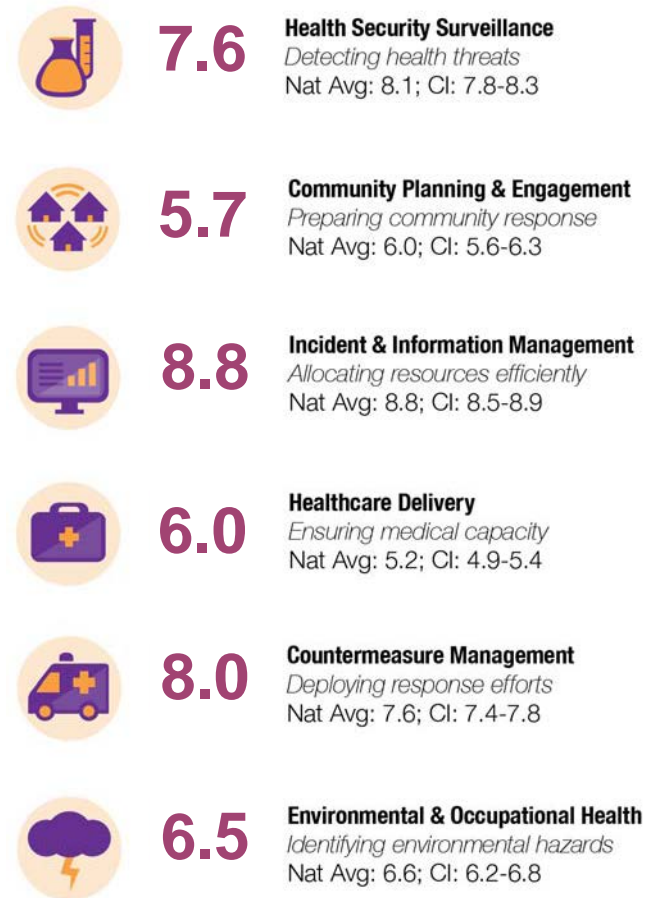 7.6
Health Security Surveillance
Detecting health threats
Nat Avg: 8.1; CI: 7.8-8.3
5.7
Community Planning & Engagement
Preparing community response
Nat Avg: 6.0; CI: 5.6-6.3
8.8
Incident & Information Management
Allocating resources efficiently
Nat Avg: 8.8; CI: 8.5-8.9
6.0
Healthcare Delivery
Ensuring medical capacity
Nat Avg: 5.2; CI: 4.9-5.4
8.0
Countermeasure Management
Deploying response efforts
Nat Avg: 7.6; CI: 7.4-7.8
6.5
Environmental & Occupational Health
Identifying environmental hazards
Nat Avg: 6.6; CI: 6.2-6.8